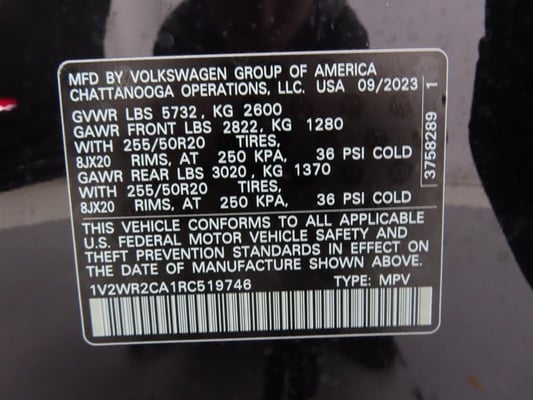 MFD BY VOLKSWAGEN GROUP OF AMERICA
CHATTANOOGA OPERATIONS, LLC. USA 09/2023
GVWR LBS 5732, KG 2600
GAWR FRONT LBS 2822, KG 1280
WITH 255/50R20 TIRES,
8JX20 RIMS, AT 250 KPA, 36 PSI COLD
GAWR REAR LBS 3020, KG 1370
WITH 255/50R20 TIRES,
8JX20 RIMS, AT 250 KPA, 36 PSI COLD
THIS VEHICLE CONFORMS TO ALL APPLICABLE
U.S. FEDERAL MOTOR VEHICLE SAFETY AND
THEFT PREVENTION STANDARDS IN EFFECT ON
THE DATE OF MANUFACTURE SHOWN ABOVE.
1V2WR2CA1RC519746 TYPE: MPV
3758289 1